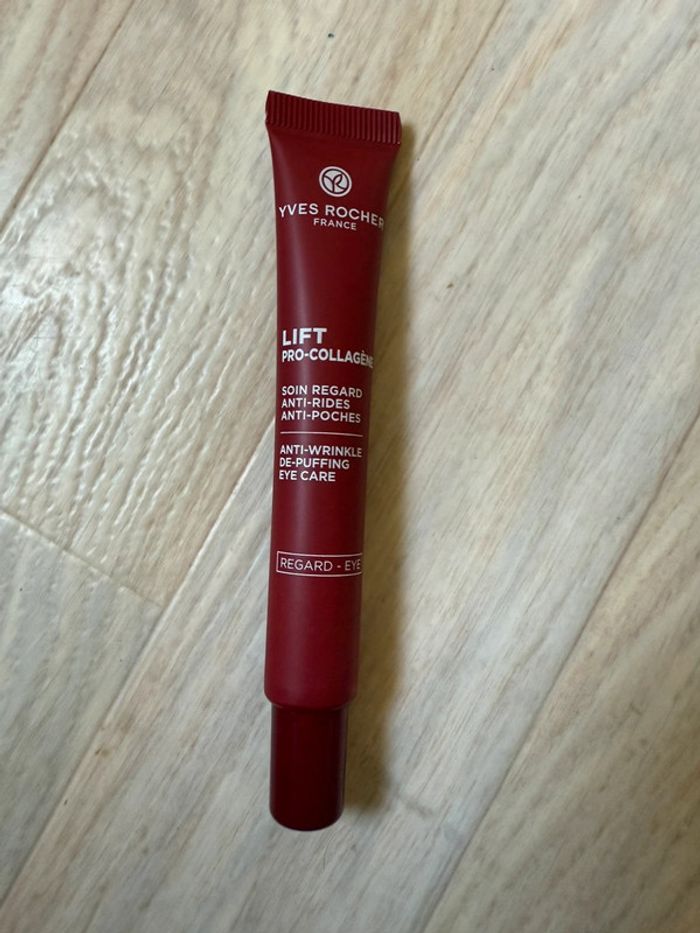 YR
YVES ROCHER
FRANCE
LIFT
PRO-COLLAGÈNE
SOIN REGARD
ANTI-RIDES
ANTI-POCHES
ANTI-WRINKLE
DE-PUFFING
EYE CARE
REGARD - EYE